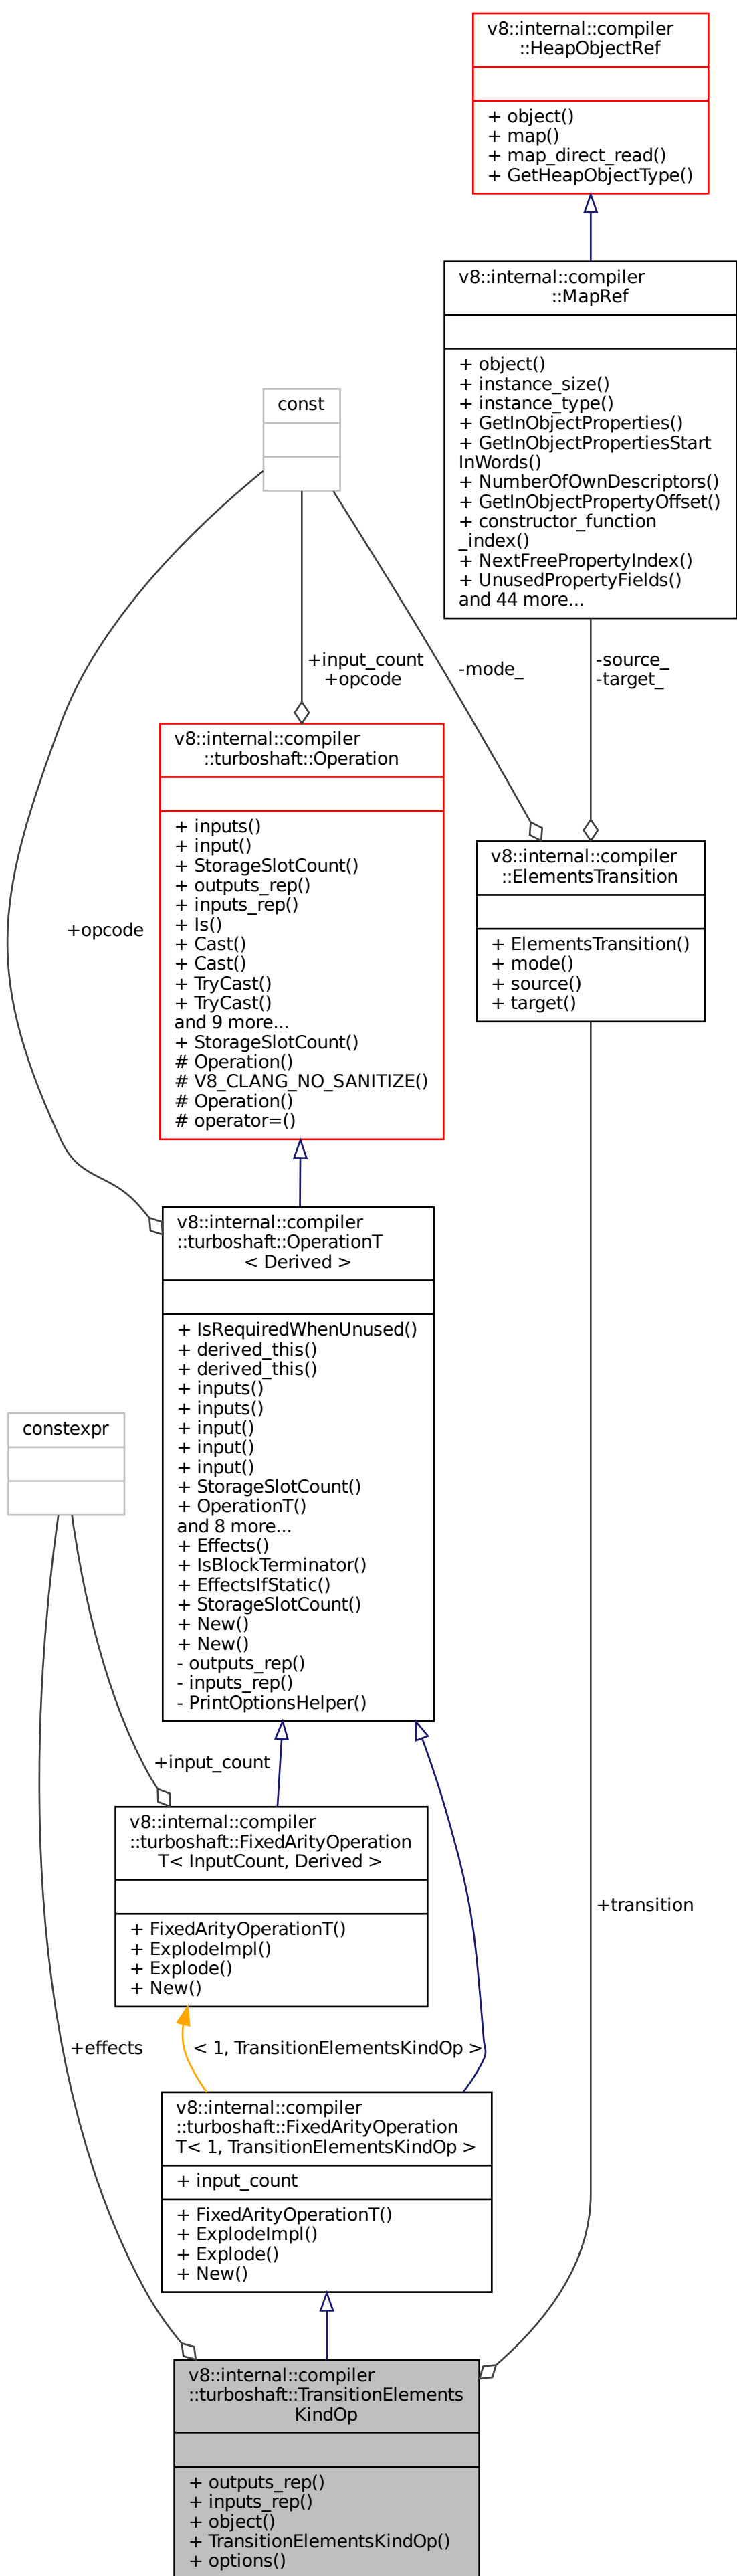 v8::internal::compiler
::HeapObjectRef
+ object()
+ map()
+ map_direct_read()
+ GetHeapObjectType()
v8::internal::compiler
::MapRef
+ object()
+ instance_size()
+ instance_type()
+ GetInObjectProperties()
+ GetInObjectPropertiesStart
InWords()
+ NumberOfOwnDescriptors()
+ GetInObjectPropertyOffset()
+ constructor_function
_index()
+ NextFreePropertyIndex()
+ UnusedPropertyFields()
and 44 more...
const
+input_count
+opcode
-mode_
-source_
-target_
v8::internal::compiler
::turboshaft::Operation
+ inputs()
+ input()
+ StorageSlotCount()
+ outputs_rep()
+ inputs_rep()
+ Is()
+ Cast()
+ Cast()
+ TryCast()
+ TryCast()
and 9 more...
+ StorageSlotCount()
# Operation()
# V8_CLANG_NO_SANITIZE()
# Operation()
# operator=()
v8::internal::compiler
::ElementsTransition
+ ElementsTransition()
+ mode()
+ source()
+ target()
+opcode
v8::internal::compiler
::turboshaft::OperationT
< Derived >
+ IsRequiredWhenUnused()
+ derived_this()
+ derived_this()
+ inputs()
+ inputs()
+ input()
+ input()
+ input()
+ StorageSlotCount()
+ OperationT()
and 8 more...
+ Effects()
+ IsBlockTerminator()
+ EffectsIfStatic()
+ StorageSlotCount()
+ New()
+ New()
- outputs_rep()
- inputs_rep()
- PrintOptionsHelper()
constexpr
+input_count
v8::internal::compiler
::turboshaft::FixedArityOperation
T< InputCount, Derived >
+ FixedArityOperationT()
+ ExplodeImpl()
+ Explode()
+ New()
+transition
+effects
< 1, TransitionElementsKindOp >
v8::internal::compiler
::turboshaft::FixedArityOperation
T< 1, TransitionElementsKindOp >
+ input_count
+ FixedArityOperationT()
+ ExplodeImpl()
+ Explode()
+ New()
v8::internal::compiler
::turboshaft::TransitionElements
KindOp
+ outputs_rep()
+ inputs_rep()
+ object()
+ TransitionElementsKindOp()
+ options()